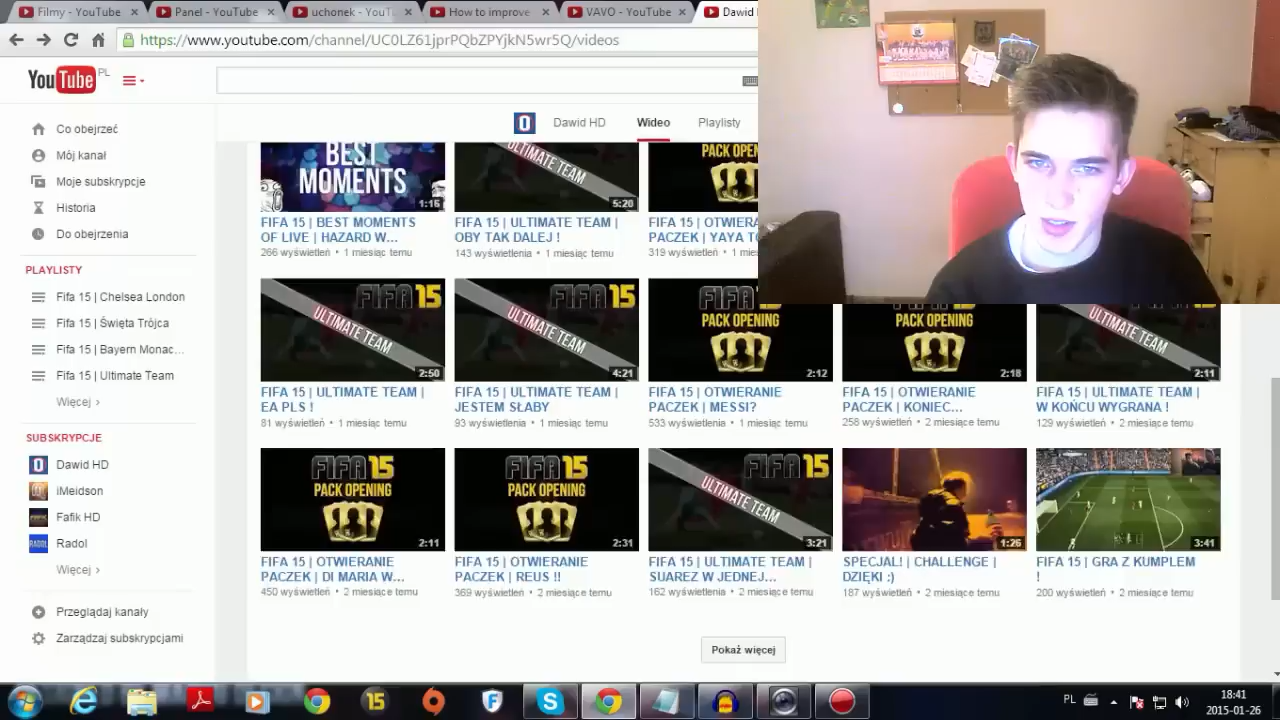 Filmy - YouTube
Panel - YouTube
uchonek - YouT
How to improve
VAVO - YouTube
Dawid
https://www.youtube.com/channel/UC0LZ61jprPQbZPYjkN5wr5Q/videos
YouTube PL
Dawid HD
Wideo
Playlisty
Co obejrzeć
Mój kanał
Moje subskrypcje
Historia
Do obejrzenia
PLAYLISTY
Fifa 15 | Chelsea London
Fifa 15 | Święta Trójca
Fifa 15 | Bayern Monac...
Fifa 15 | Ultimate Team
Więcej ›
SUBSKRYPCJE
Dawid HD
iMeidson
Fafik HD
RADOL
Radol
Więcej ›
Przeglądaj kanały
Zarządzaj subskrypcjami
BEST
MOMENTS
1:15
FIFA 15 | BEST MOMENTS
OF LIVE | HAZARD W...
266 wyświetleń • 1 miesiąc temu
ULTIMATE TEAM
5:20
FIFA 15 | ULTIMATE TEAM |
OBY TAK DALEJ !
143 wyświetlenia • 1 miesiąc temu
PACK OPENING
FIFA 15 | OTWIERA
PACZEK | YAYA TO
319 wyświetleń • 1 mies
FIFA 15
ULTIMATE TEAM
2:50
FIFA 15 | ULTIMATE TEAM |
EA PLS !
81 wyświetleń • 1 miesiąc temu
FIFA 15
ULTIMATE TEAM
4:21
FIFA 15 | ULTIMATE TEAM |
JESTEM SŁABY
93 wyświetlenia • 1 miesiąc temu
FIFA 15
PACK OPENING
2:12
FIFA 15 | OTWIERANIE
PACZEK | MESSI?
533 wyświetlenia • 1 miesiąc temu
FIFA 15
PACK OPENING
2:18
FIFA 15 | OTWIERANIE
PACZEK | KONIEC...
258 wyświetleń • 2 miesiące temu
ULTIMATE TEAM
2:11
FIFA 15 | ULTIMATE TEAM |
W KOŃCU WYGRANA !
129 wyświetleń • 2 miesiące temu
FIFA 15
PACK OPENING
2:11
FIFA 15 | OTWIERANIE
PACZEK | DI MARIA W...
450 wyświetleń • 2 miesiące temu
FIFA 15
PACK OPENING
2:31
FIFA 15 | OTWIERANIE
PACZEK | REUS !!
369 wyświetleń • 2 miesiące temu
FIFA 15
ULTIMATE TEAM
3:21
FIFA 15 | ULTIMATE TEAM |
SUAREZ W JEDNEJ...
162 wyświetlenia • 2 miesiące temu
1:26
SPECJAL! | CHALLENGE |
DZIĘKI :)
187 wyświetleń • 2 miesiące temu
3:41
FIFA 15 | GRA Z KUMPLEM
!
200 wyświetleń • 2 miesiące temu
Pokaż więcej
15
PL
18:41
2015-01-26